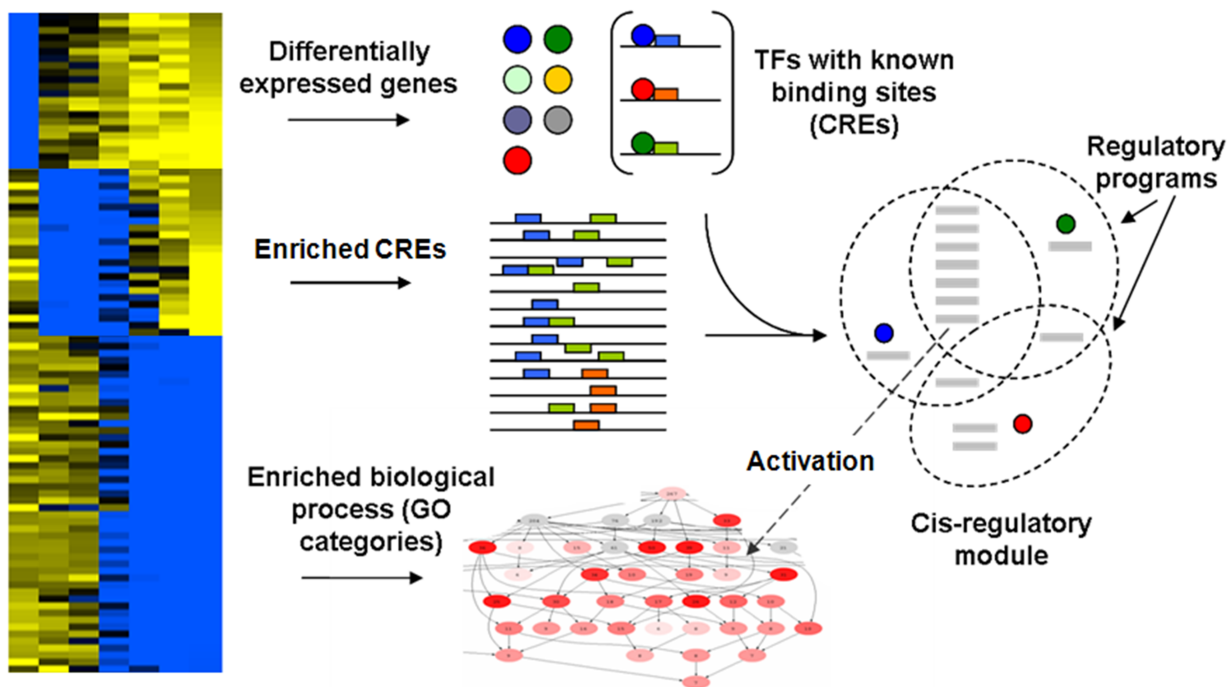 Differentially
expressed genes
TFs with known
binding sites
(CREs)
Regulatory
programs
Enriched CREs
Activation
Enriched biological
process (GO
categories)
Cis-regulatory
module